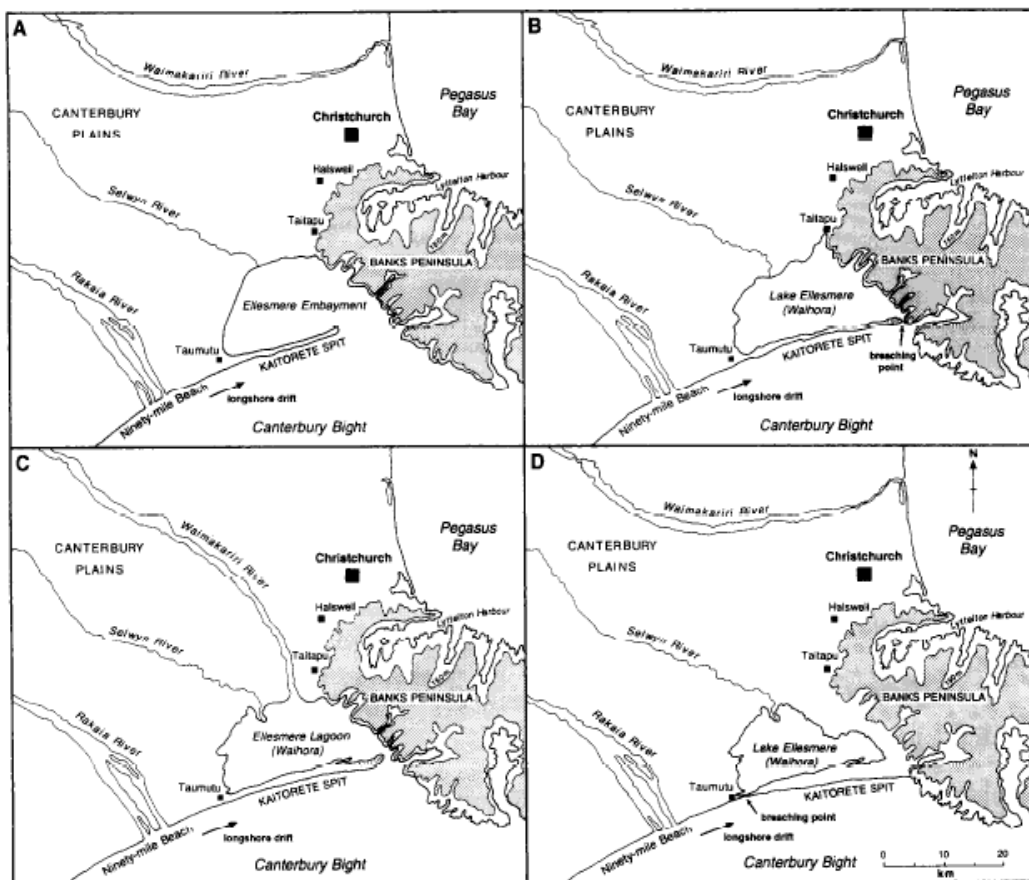 A
Waimakariri River
Pegasus
Bay
CANTERBURY
PLAINS
Christchurch
Halswell
Lyttelton Harbour
Selwyn River
Taitapu
160m
BANKS PENINSULA
Rakaia River
Ellesmere Embayment
Taumutu
KAITORETE SPIT
Ninety-mile Beach
longshore drift
Canterbury Bight
B
Waimakariri River
Pegasus
Bay
CANTERBURY
PLAINS
Christchurch
Halswell
Lyttelton Harbour
Selwyn River
Taitapu
160m
BANKS PENINSULA
Rakaia River
Lake Ellesmere
(Waihora)
Taumutu
KAITORETE SPIT
breaching
point
Ninety-mile Beach
longshore drift
Canterbury Bight
C
Waimakariri River
Pegasus
Bay
CANTERBURY
PLAINS
Christchurch
Halswell
Lyttelton Harbour
Selwyn River
Taitapu
BANKS PENINSULA
Rakaia River
Ellesmere Lagoon
(Waihora)
Taumutu
KAITORETE SPIT
Ninety-mile Beach
longshore drift
Canterbury Bight
D
N
Waimakariri River
Pegasus
Bay
CANTERBURY
PLAINS
Christchurch
Halswell
Lyttelton Harbour
Selwyn River
Taitapu
BANKS PENINSULA
Rakaia River
Lake Ellesmere
(Waihora)
Taumutu
KAITORETE SPIT
breaching point
Ninety-mile Beach
longshore drift
Canterbury Bight
0 10 20
km